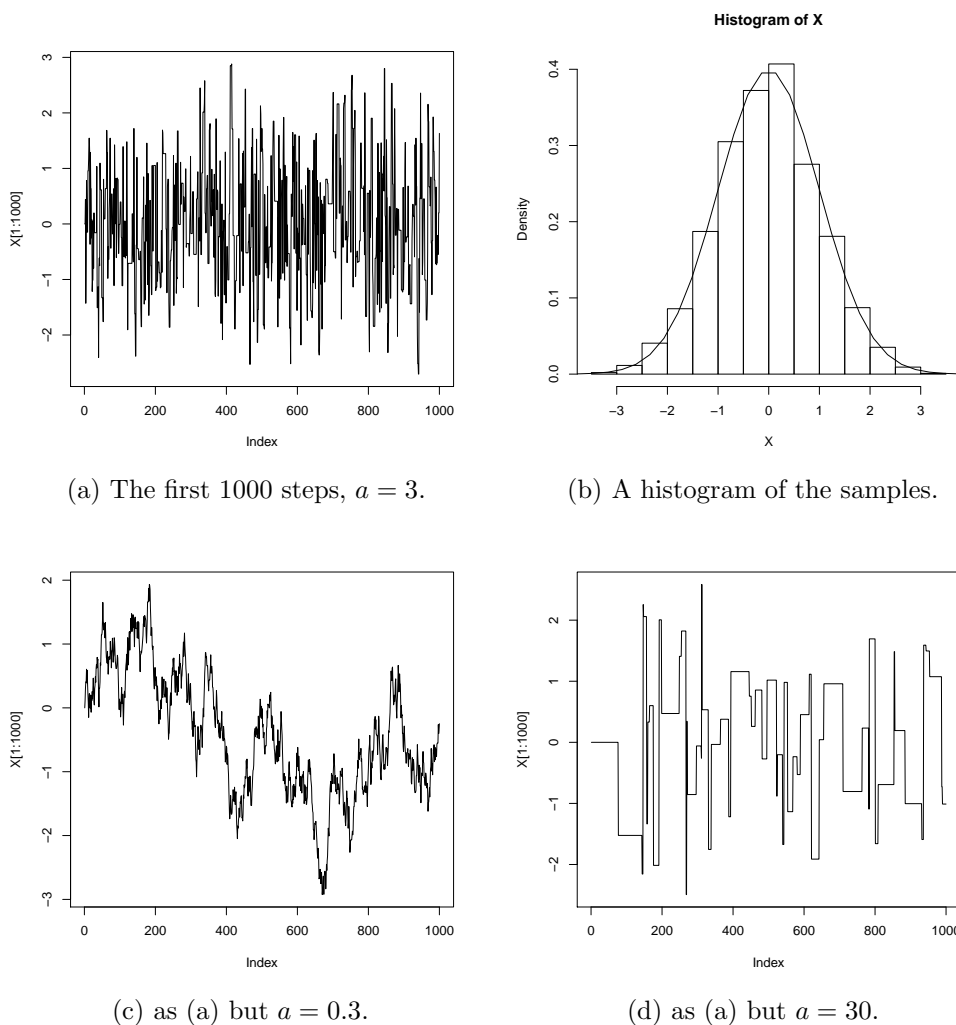 Histogram of X
X[1:1000]
3
2
1
0
−1
−2
0 200 400 600 800 1000
Index
Density
0.4
0.3
0.2
0.1
0.0
−3 −2 −1 0 1 2 3
X
(a) The first 1000 steps, a = 3.
(b) A histogram of the samples.
X[1:1000]
2
1
0
−1
−2
−3
0 200 400 600 800 1000
Index
X[1:1000]
2
1
0
−1
−2
0 200 400 600 800 1000
Index
(c) as (a) but a = 0.3.
(d) as (a) but a = 30.